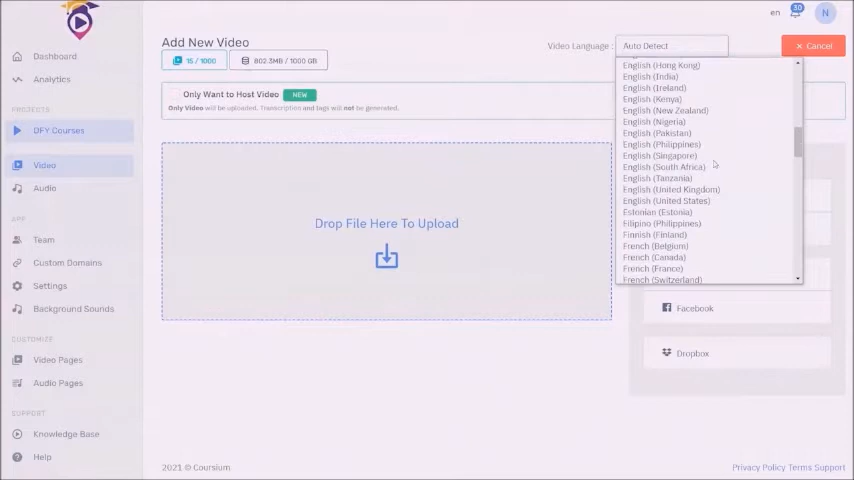 en
30
N
Dashboard
Analytics
PROJECTS
DFY Courses
Video
Audio
APP
Team
Custom Domains
Settings
Background Sounds
CUSTOMIZE
Video Pages
Audio Pages
SUPPORT
Knowledge Base
Help
Add New Video
15 / 1000
802.3MB / 1000 GB
Video Language :
Auto Detect
× Cancel
Only Want to Host Video NEW
Only Video will be uploaded. Transcription and tags will not be generated.
Drop File Here To Upload
English (Hong Kong)
English (India)
English (Ireland)
English (Kenya)
English (New Zealand)
English (Nigeria)
English (Pakistan)
English (Philippines)
English (Singapore)
English (South Africa)
English (Tanzania)
English (United Kingdom)
English (United States)
Estonian (Estonia)
Filipino (Philippines)
Finnish (Finland)
French (Belgium)
French (Canada)
French (France)
French (Switzerland)
Facebook
Dropbox
2021 © Coursium
Privacy Policy Terms Support